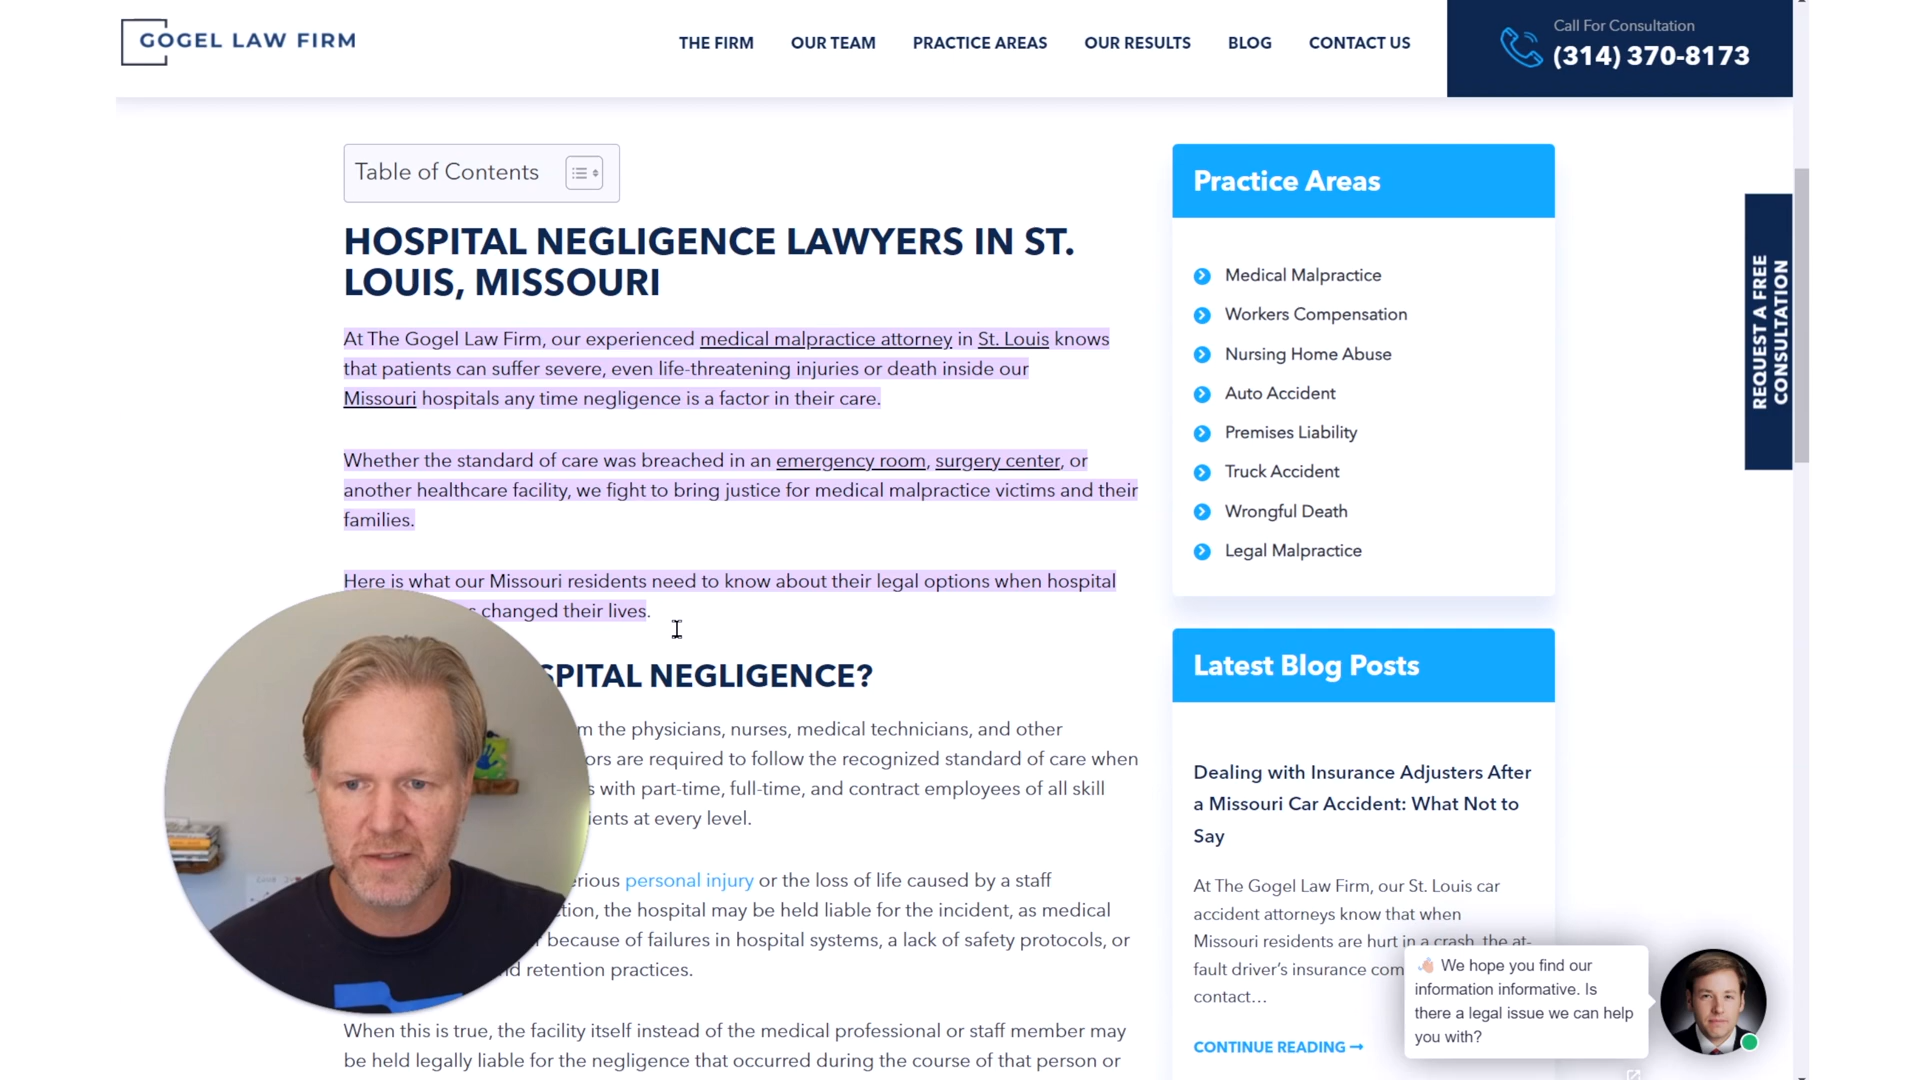 GOGEL LAW FIRM
THE FIRM OUR TEAM PRACTICE AREAS OUR RESULTS BLOG CONTACT US
Call For Consultation
(314) 370-8173
Table of Contents
HOSPITAL NEGLIGENCE LAWYERS IN ST.
LOUIS, MISSOURI
At The Gogel Law Firm, our experienced medical malpractice attorney in St. Louis knows
that patients can suffer severe, even life-threatening injuries or death inside our
Missouri hospitals any time negligence is a factor in their care.
Whether the standard of care was breached in an emergency room, surgery center, or
another healthcare facility, we fight to bring justice for medical malpractice victims and their
families.
Here is what our Missouri residents need to know about their legal options when hospital
changed their lives.
NEGLIGENCE?
the physicians, nurses, medical technicians, and other
are required to follow the recognized standard of care when
with part-time, full-time, and contract employees of all skill
at every level.
personal injury or the loss of life caused by a staff
the hospital may be held liable for the incident, as medical
because of failures in hospital systems, a lack of safety protocols, or
retention practices.
When this is true, the facility itself instead of the medical professional or staff member may
be held legally liable for the negligence that occurred during the course of that person or
Practice Areas
Medical Malpractice
Workers Compensation
Nursing Home Abuse
Auto Accident
Premises Liability
Truck Accident
Wrongful Death
Legal Malpractice
Latest Blog Posts
Dealing with Insurance Adjusters After
a Missouri Car Accident: What Not to
Say
At The Gogel Law Firm, our St. Louis car
accident attorneys know that when
Missouri residents are hurt in a crash, the at-
fault driver's insurance
contact...
CONTINUE READING
REQUEST A FREE
CONSULTATION
We hope you find our
information informative. Is
there a legal issue we can help
you with?